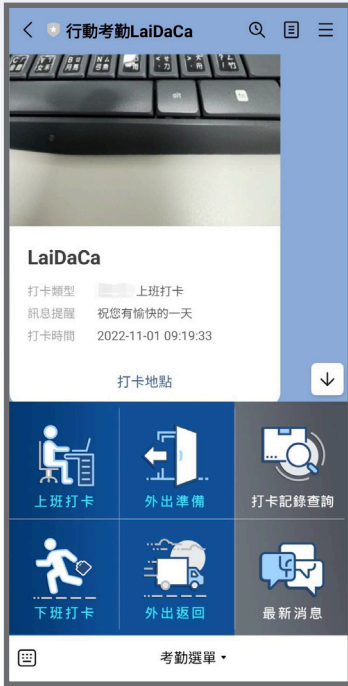 行動考勤LaiDaCa
alt
LaiDaCa
打卡類型 上班打卡
訊息提醒 祝您有愉快的一天
打卡時間 2022-11-01 09:19:33
打卡地點
上班打卡 外出準備 打卡記錄查詢
下班打卡 外出返回 最新消息
考勤選單